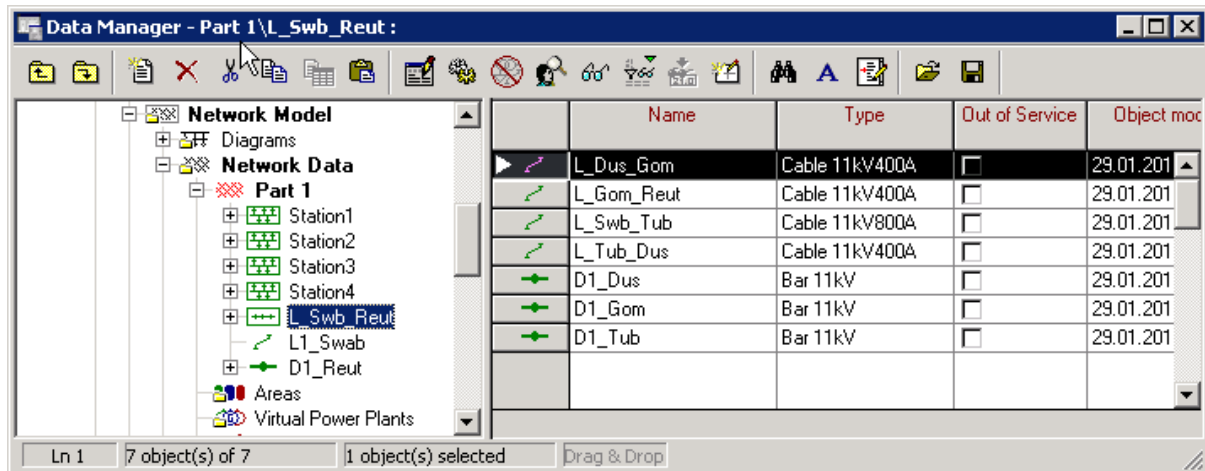 Data Manager - Part 1\L_Swb_Reut :
Network Model
Diagrams
Network Data
Part 1
Station1
Station2
Station3
Station4
L_Swb_Reut
L1_Swab
D1_Reut
Areas
Virtual Power Plants
Name Type Out of Service Object moc
L_Dus_Gom Cable 11kV400A 29.01.201
L_Gom_Reut Cable 11kV400A 29.01.201
L_Swb_Tub Cable 11kV800A 29.01.201
L_Tub_Dus Cable 11kV400A 29.01.201
D1_Dus Bar 11kV 29.01.201
D1_Gom Bar 11kV 29.01.201
D1_Tub Bar 11kV 29.01.201
Ln 1 7 object(s) of 7 1 object(s) selected Drag & Drop